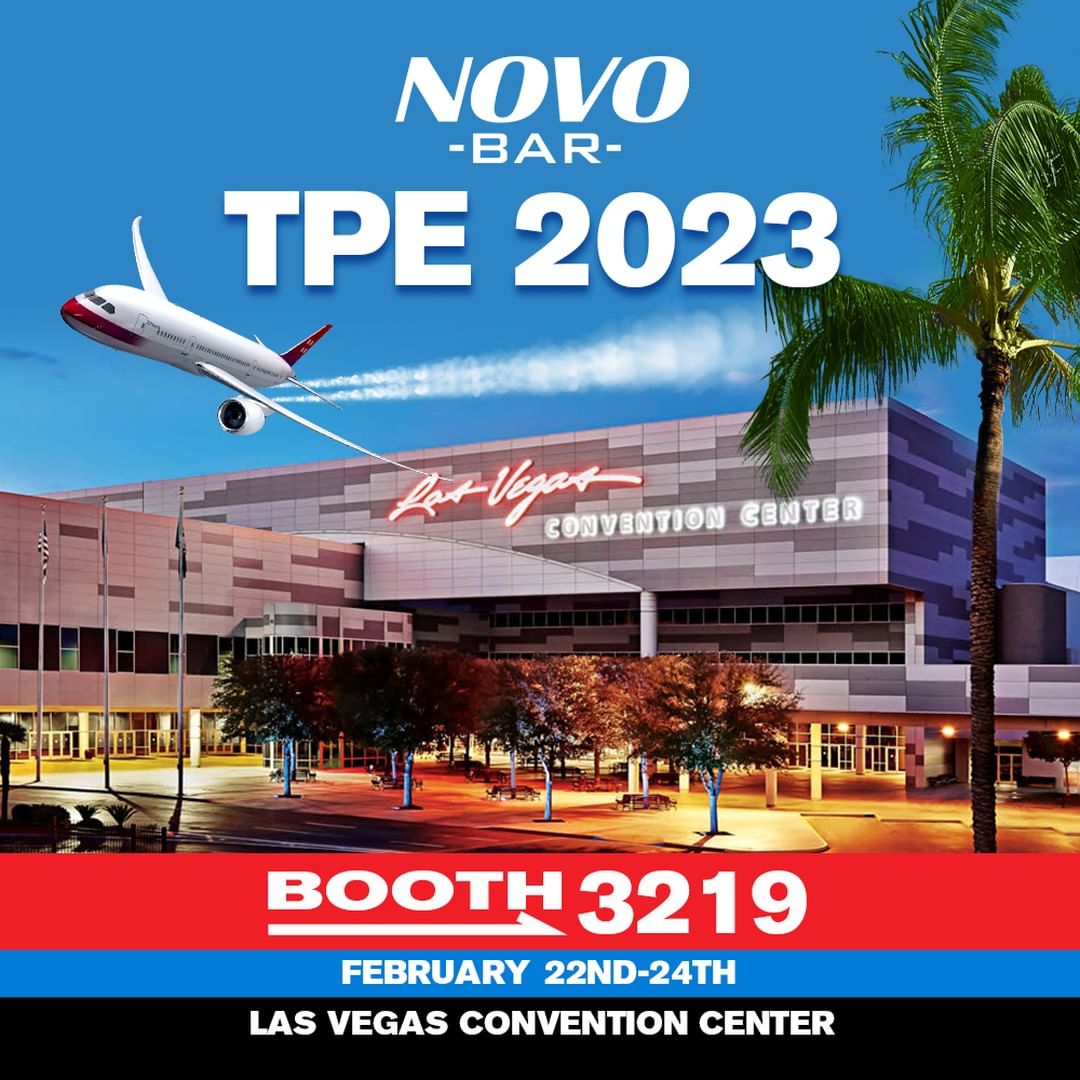 NOVO
-BAR-
TPE 2023
Las Vegas
CONVENTION CENTER
BOOTH 3219
FEBRUARY 22ND-24TH
LAS VEGAS CONVENTION CENTER